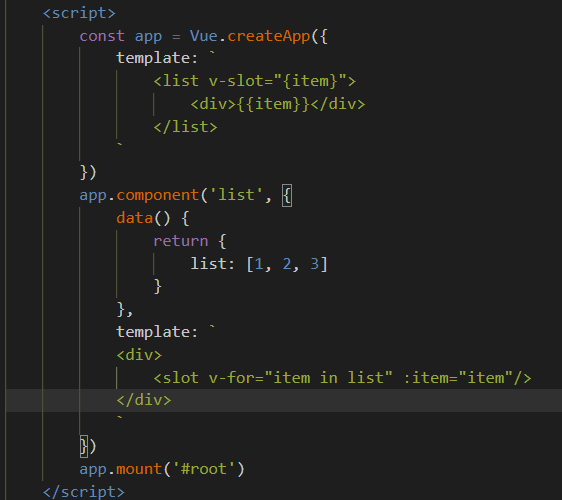 <script>
const app = Vue.createApp({
template: `
<list v-slot="{item}">
<div>{{item}}</div>
</list>
`
})
app.component('list', {
data() {
return {
list: [1, 2, 3]
}
},
template: `
<div>
<slot v-for="item in list" :item="item"/>
</div>
`
})
app.mount('#root')
</script>